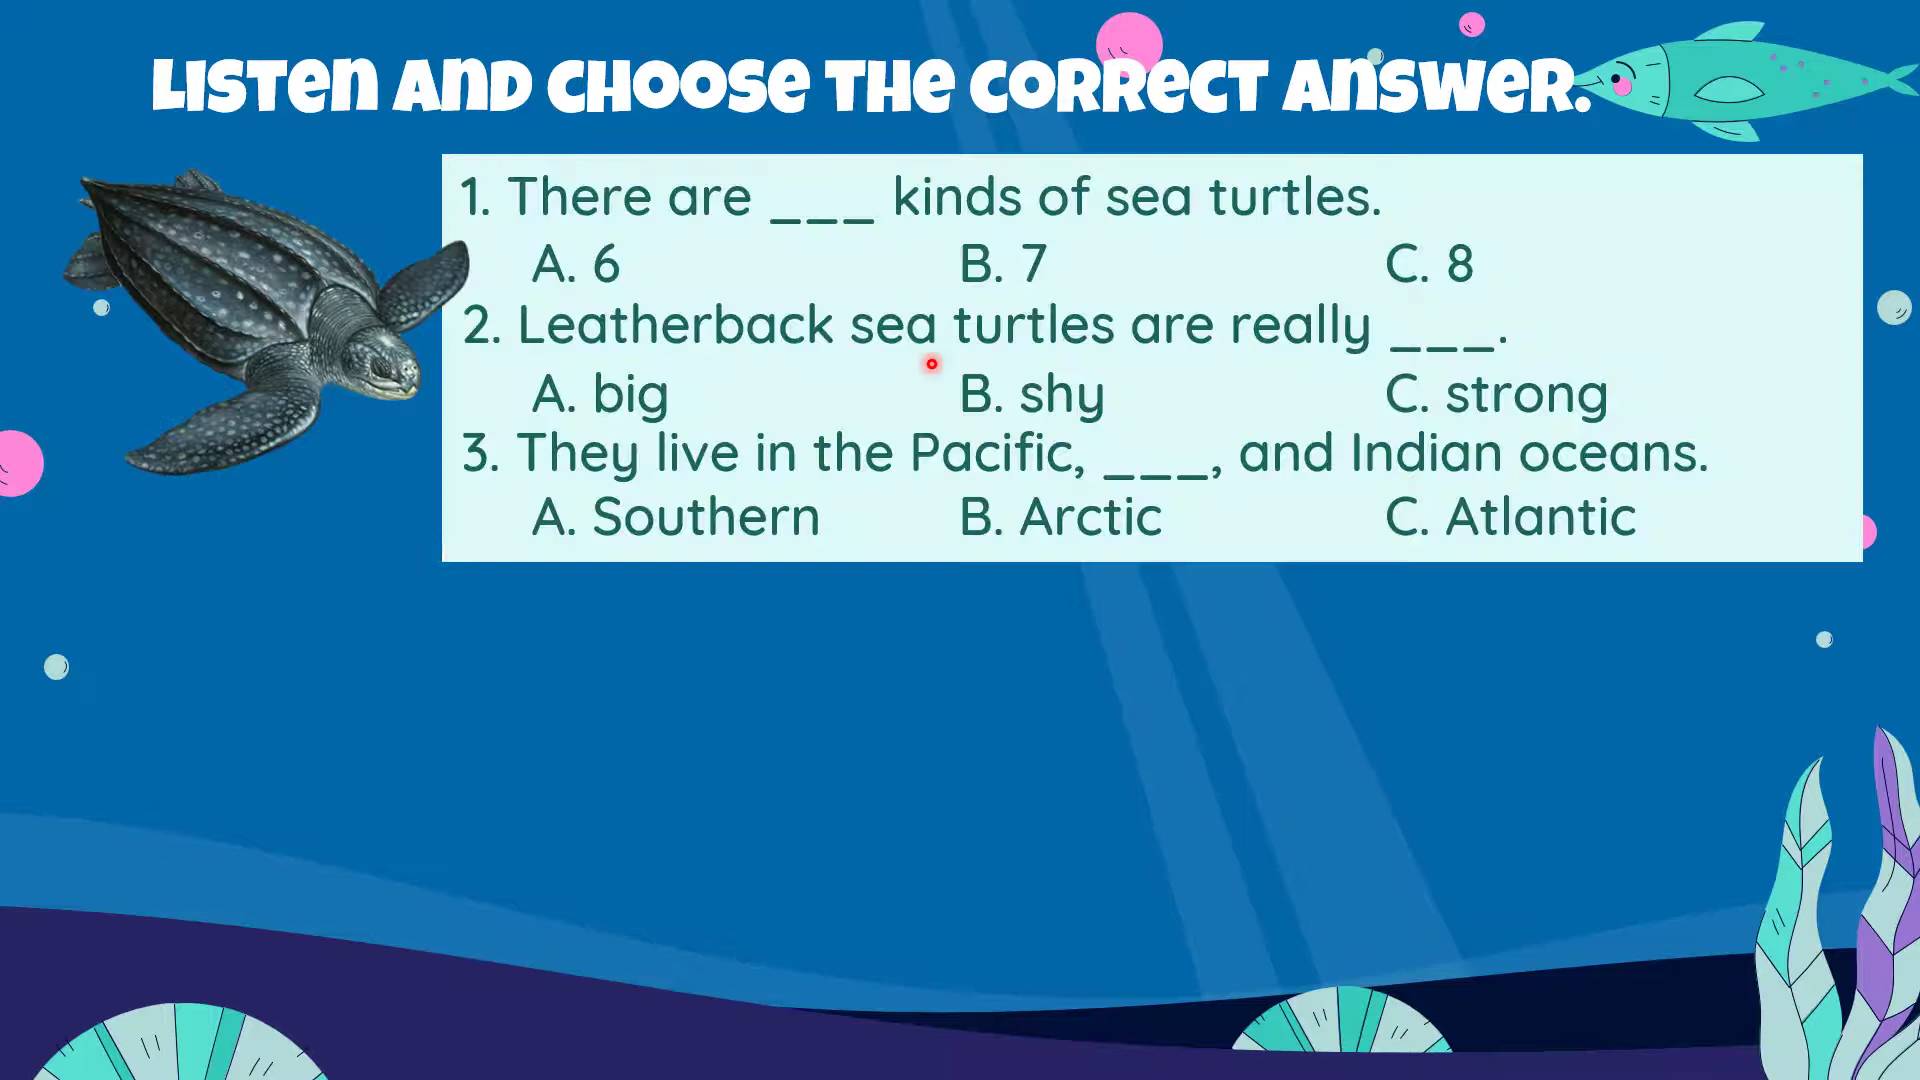 Listen and choose the correct answer.
1. There are ___ kinds of sea turtles.
A. 6 B. 7 C. 8
2. Leatherback sea turtles are really ___.
A. big B. shy C. strong
3. They live in the Pacific, ___, and Indian oceans.
A. Southern B. Arctic C. Atlantic